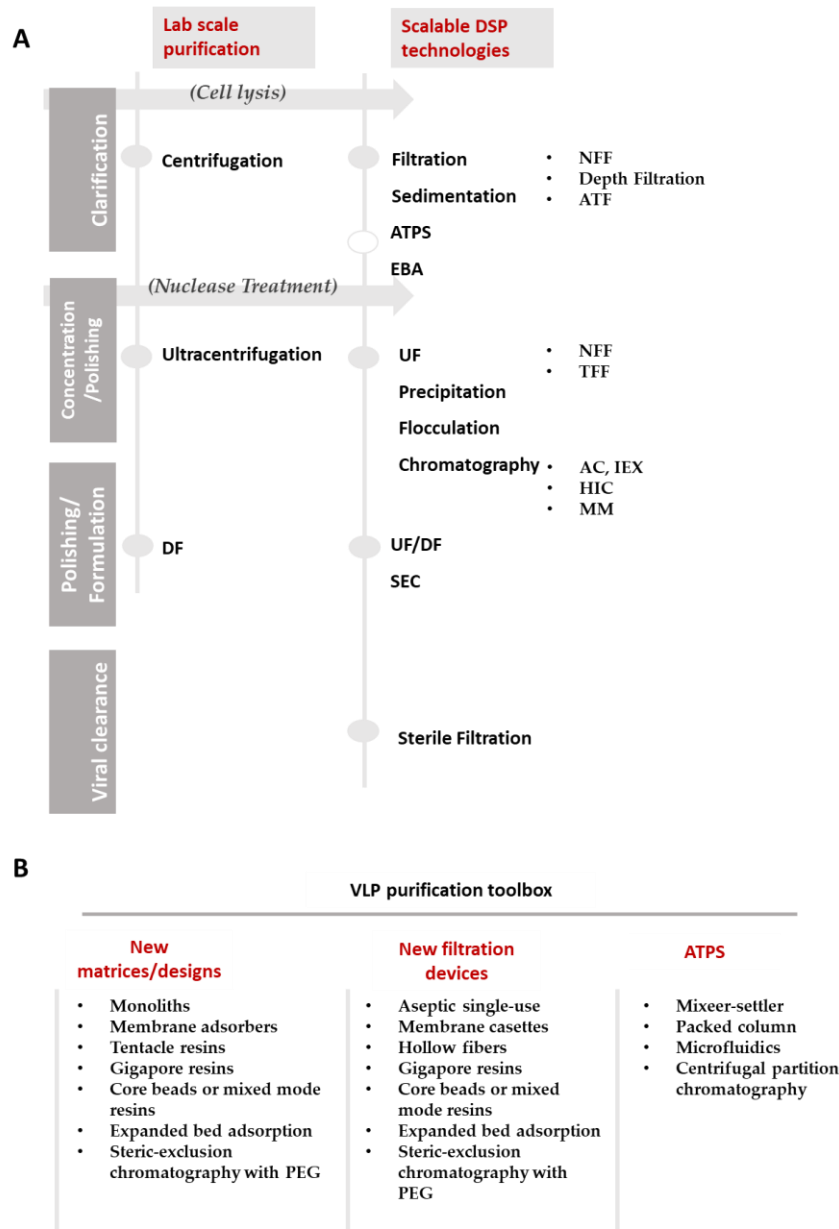 A
Lab scale
purification
Scalable DSP
technologies
(Cell lysis)
Clarification
Centrifugation
Filtration
• NFF
• Depth Filtration
Sedimentation
• ATF
ATPS
EBA
(Nuclease Treatment)
Concentration
/Polishing
Ultracentrifugation
UF
• NFF
• TFF
Precipitation
Flocculation
Chromatography
• AC, IEX
• HIC
• MM
Polishing/
Formulation
DF
UF/DF
SEC
Viral clearance
Sterile Filtration
B
VLP purification toolbox
New
matrices/designs
• Monoliths
• Membrane adsorbers
• Tentacle resins
• Gigapore resins
• Core beads or mixed mode
resins
• Expanded bed adsorption
• Steric-exclusion
chromatography with PEG
New filtration
devices
• Aseptic single-use
• Membrane casettes
• Hollow fibers
• Gigapore resins
• Core beads or mixed
mode resins
• Expanded bed adsorption
• Steric-exclusion
chromatography with
PEG
ATPS
• Mixeer-settler
• Packed column
• Microfluidics
• Centrifugal partition
chromatography